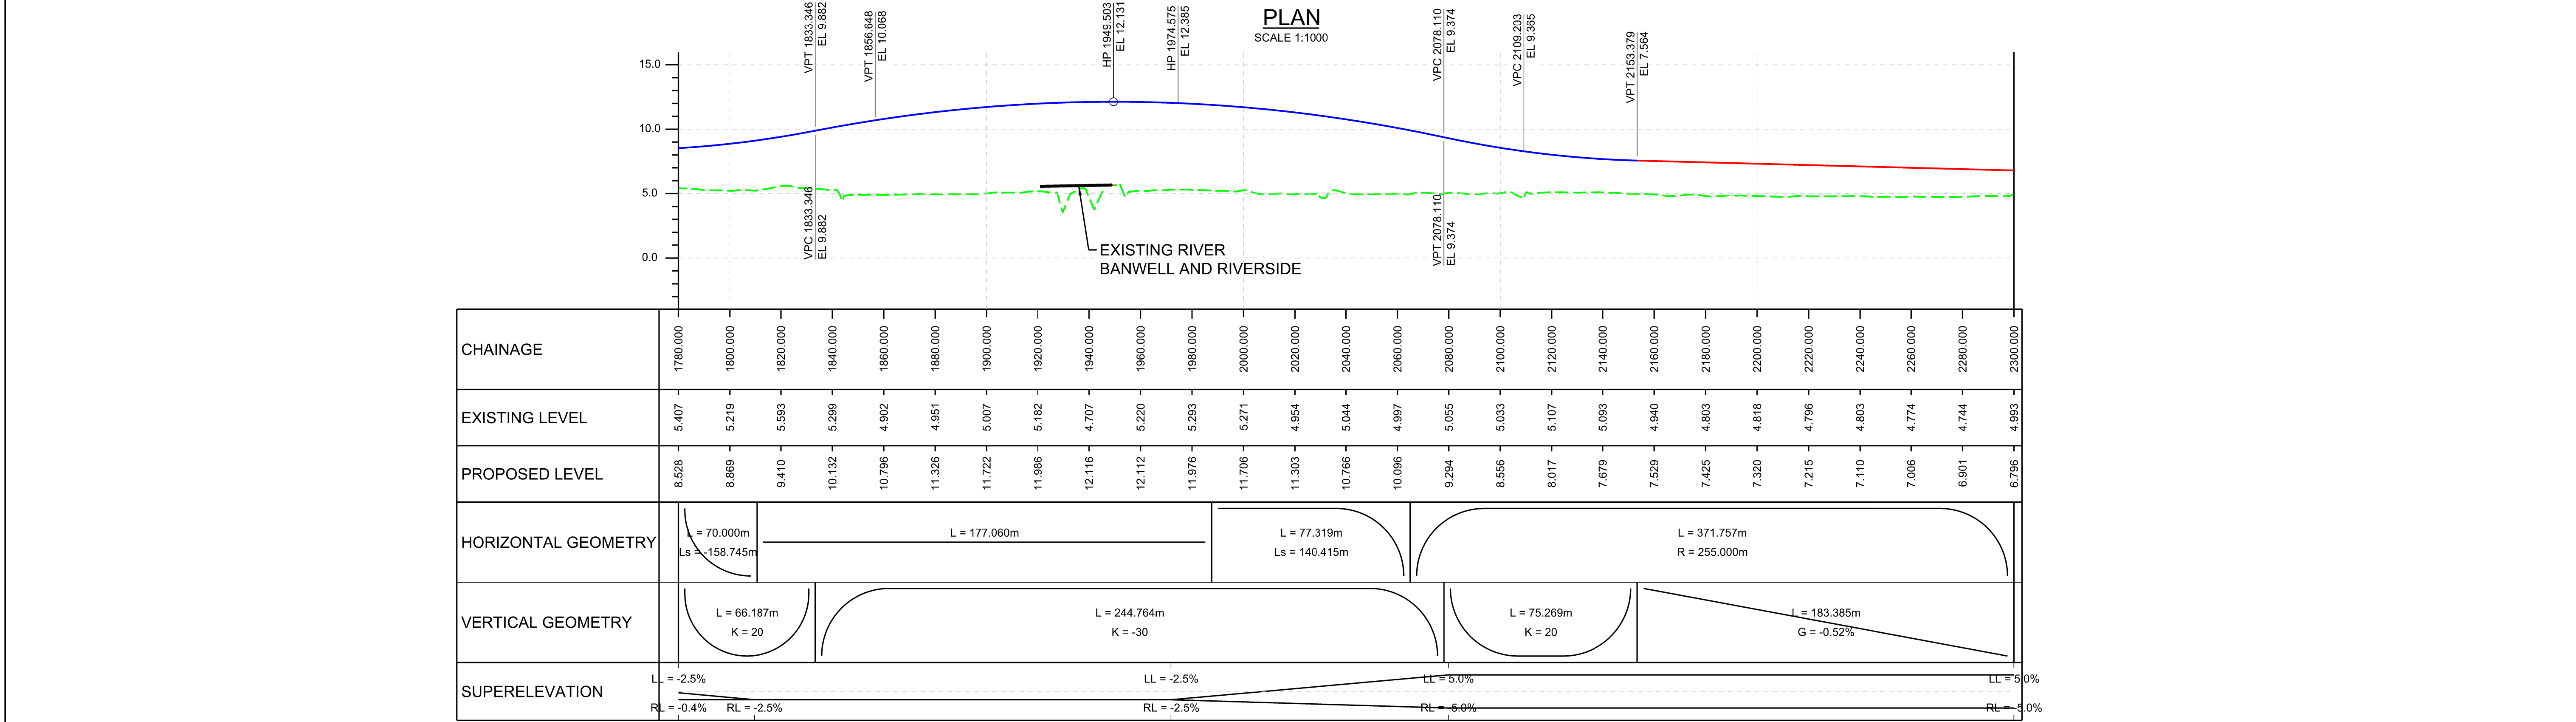 PLAN
SCALE 1:1000
VPT 1833.346
EL 9.882
VPT 1856.648
EL 10.068
HP 1949.503
EL 12.131
HP 1974.575
EL 12.385
VPC 2078.110
EL 9.374
VPC 2109.203
EL 9.365
VPT 2153.379
EL 7.564
15.0
10.0
5.0
0.0
VPC 1833.346
EL 9.882
VPT 2078.110
EL 9.374
EXISTING RIVER
BANWELL AND RIVERSIDE
CHAINAGE
1780.000 1800.000 1820.000 1840.000 1860.000 1880.000 1900.000 1920.000 1940.000 1960.000 1980.000 2000.000 2020.000 2040.000 2060.000 2080.000 2100.000 2120.000 2140.000 2160.000 2180.000 2200.000 2220.000 2240.000 2260.000 2280.000 2300.000
EXISTING LEVEL
5.407 5.219 5.593 5.299 4.902 4.951 5.007 5.182 4.707 5.220 5.293 5.271 4.954 5.044 4.997 5.055 5.033 5.107 5.093 4.940 4.803 4.818 4.796 4.803 4.774 4.744 4.993
PROPOSED LEVEL
8.528 8.869 9.410 10.132 10.796 11.326 11.722 11.986 12.116 12.112 11.976 11.706 11.303 10.766 10.096 9.294 8.556 8.017 7.679 7.529 7.425 7.320 7.215 7.110 7.006 6.901 6.796
HORIZONTAL GEOMETRY
L = 70.000m
Ls = -158.745m
L = 177.060m
L = 77.319m
Ls = 140.415m
L = 371.757m
R = 255.000m
VERTICAL GEOMETRY
L = 66.187m
K = 20
L = 244.764m
K = -30
L = 75.269m
K = 20
L = 183.385m
G = -0.52%
SUPERELEVATION
LL = -2.5% LL = -2.5% LL = 5.0% LL = 5.0%
RL = -0.4% RL = -2.5% RL = -2.5% RL = -5.0% RL = -5.0%